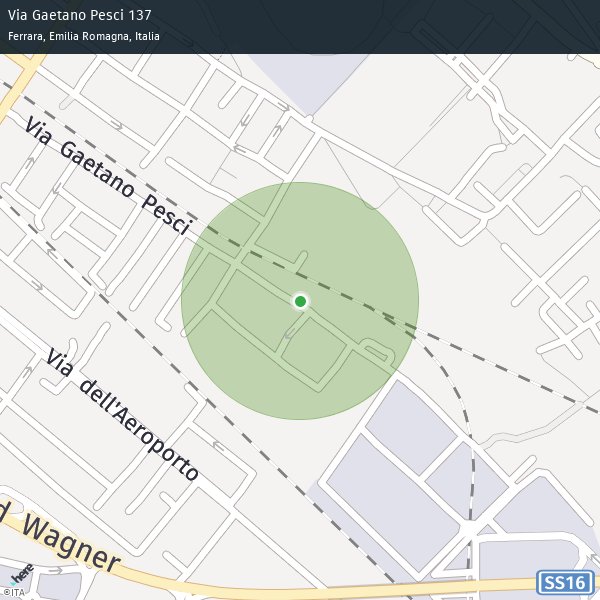 Via Gaetano Pesci 137
Ferrara, Emilia Romagna, Italia
Via Gaetano Pesci
Via dell'Aeroporto
d Wagner
SS16
here
©ITA